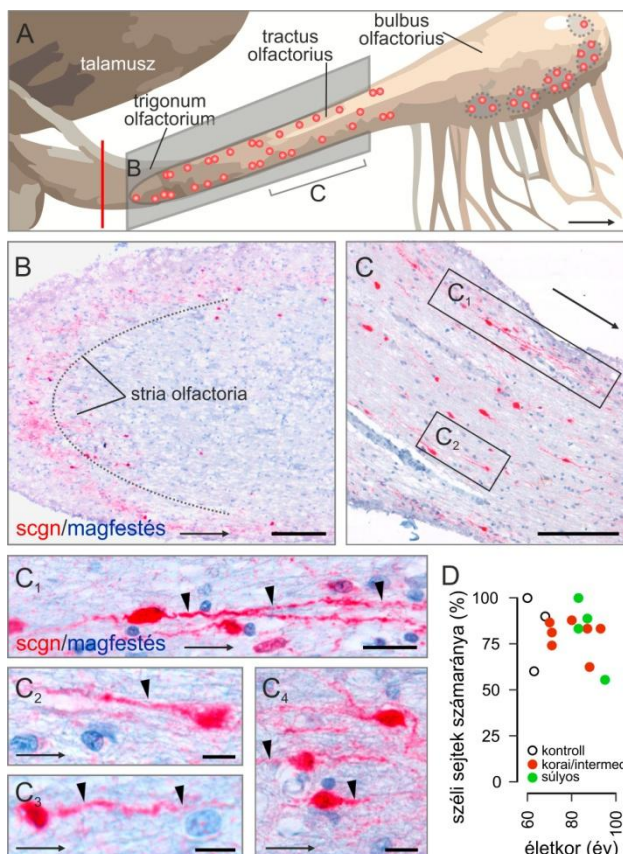 A
talamusz
trigonum
olfactorium
tractus
olfactorius
bulbus
olfactorius
B
C
B
stria olfactoria
scgn/magfestés
C
C1
C2
C1
scgn/magfestés
C2
C3
C4
D
széli sejtek számaránya (%)
100
75
50
25
0
kontroll
korai/intermed
súlyos
60
80
100
életkor (év)